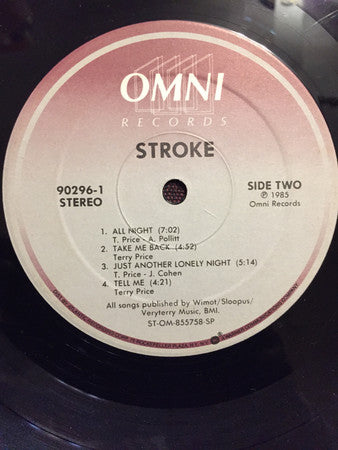 OMNI
RECORDS
STROKE
90296-1
STEREO
SIDE TWO
℗ 1985
Omni Records
1. ALL NIGHT (7:02)
T. Price - A. Pollitt
2. TAKE ME BACK (4:52)
Terry Price
3. JUST ANOTHER LONELY NIGHT (5:14)
T. Price - J. Cohen
4. TELL ME (4:21)
Terry Price
All songs published by Wimot/Sloopus/
Veryterry Music, BMI.
ST-OM-855758-SP
ROCKEFELLER PLAZA, N.Y., N.Y.